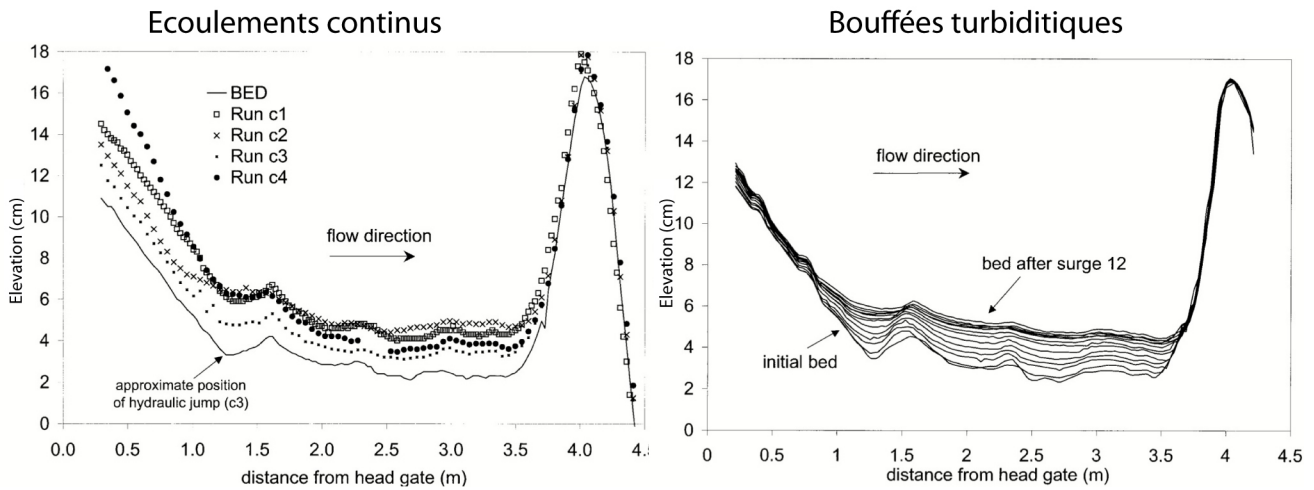 Ecoulements continus
18
16
14
12
10
8
6
4
2
0
Elevation (cm)
BED
Run c1
Run c2
Run c3
Run c4
flow direction
approximate position
of hydraulic jump (c3)
0.0 0.5 1.0 1.5 2.0 2.5 3.0 3.5 4.0
distance from head gate (m)
Bouffées turbiditiques
18
16
14
12
10
8
6
4
2
0
Elevation (cm)
flow direction
bed after surge 12
initial bed
0 0.5 1 1.5 2 2.5 3 3.5 4 4.5
distance from head gate (m)